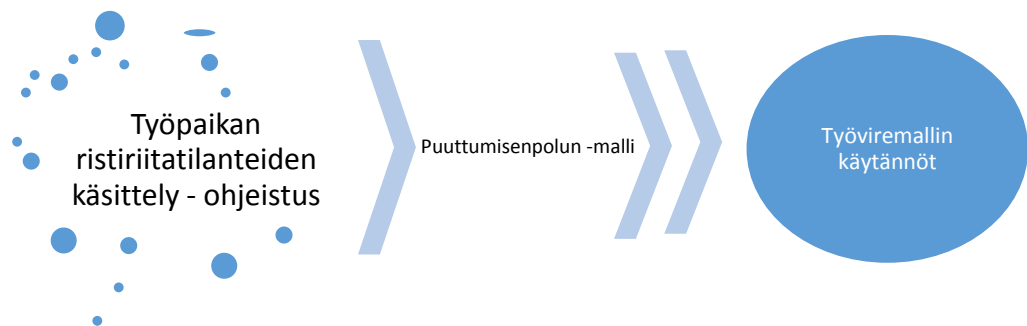 Työpaikan
ristiriitatilanteiden
käsittely - ohjeistus
Puuttumisenpolun -malli
Työviremallin
käytännöt